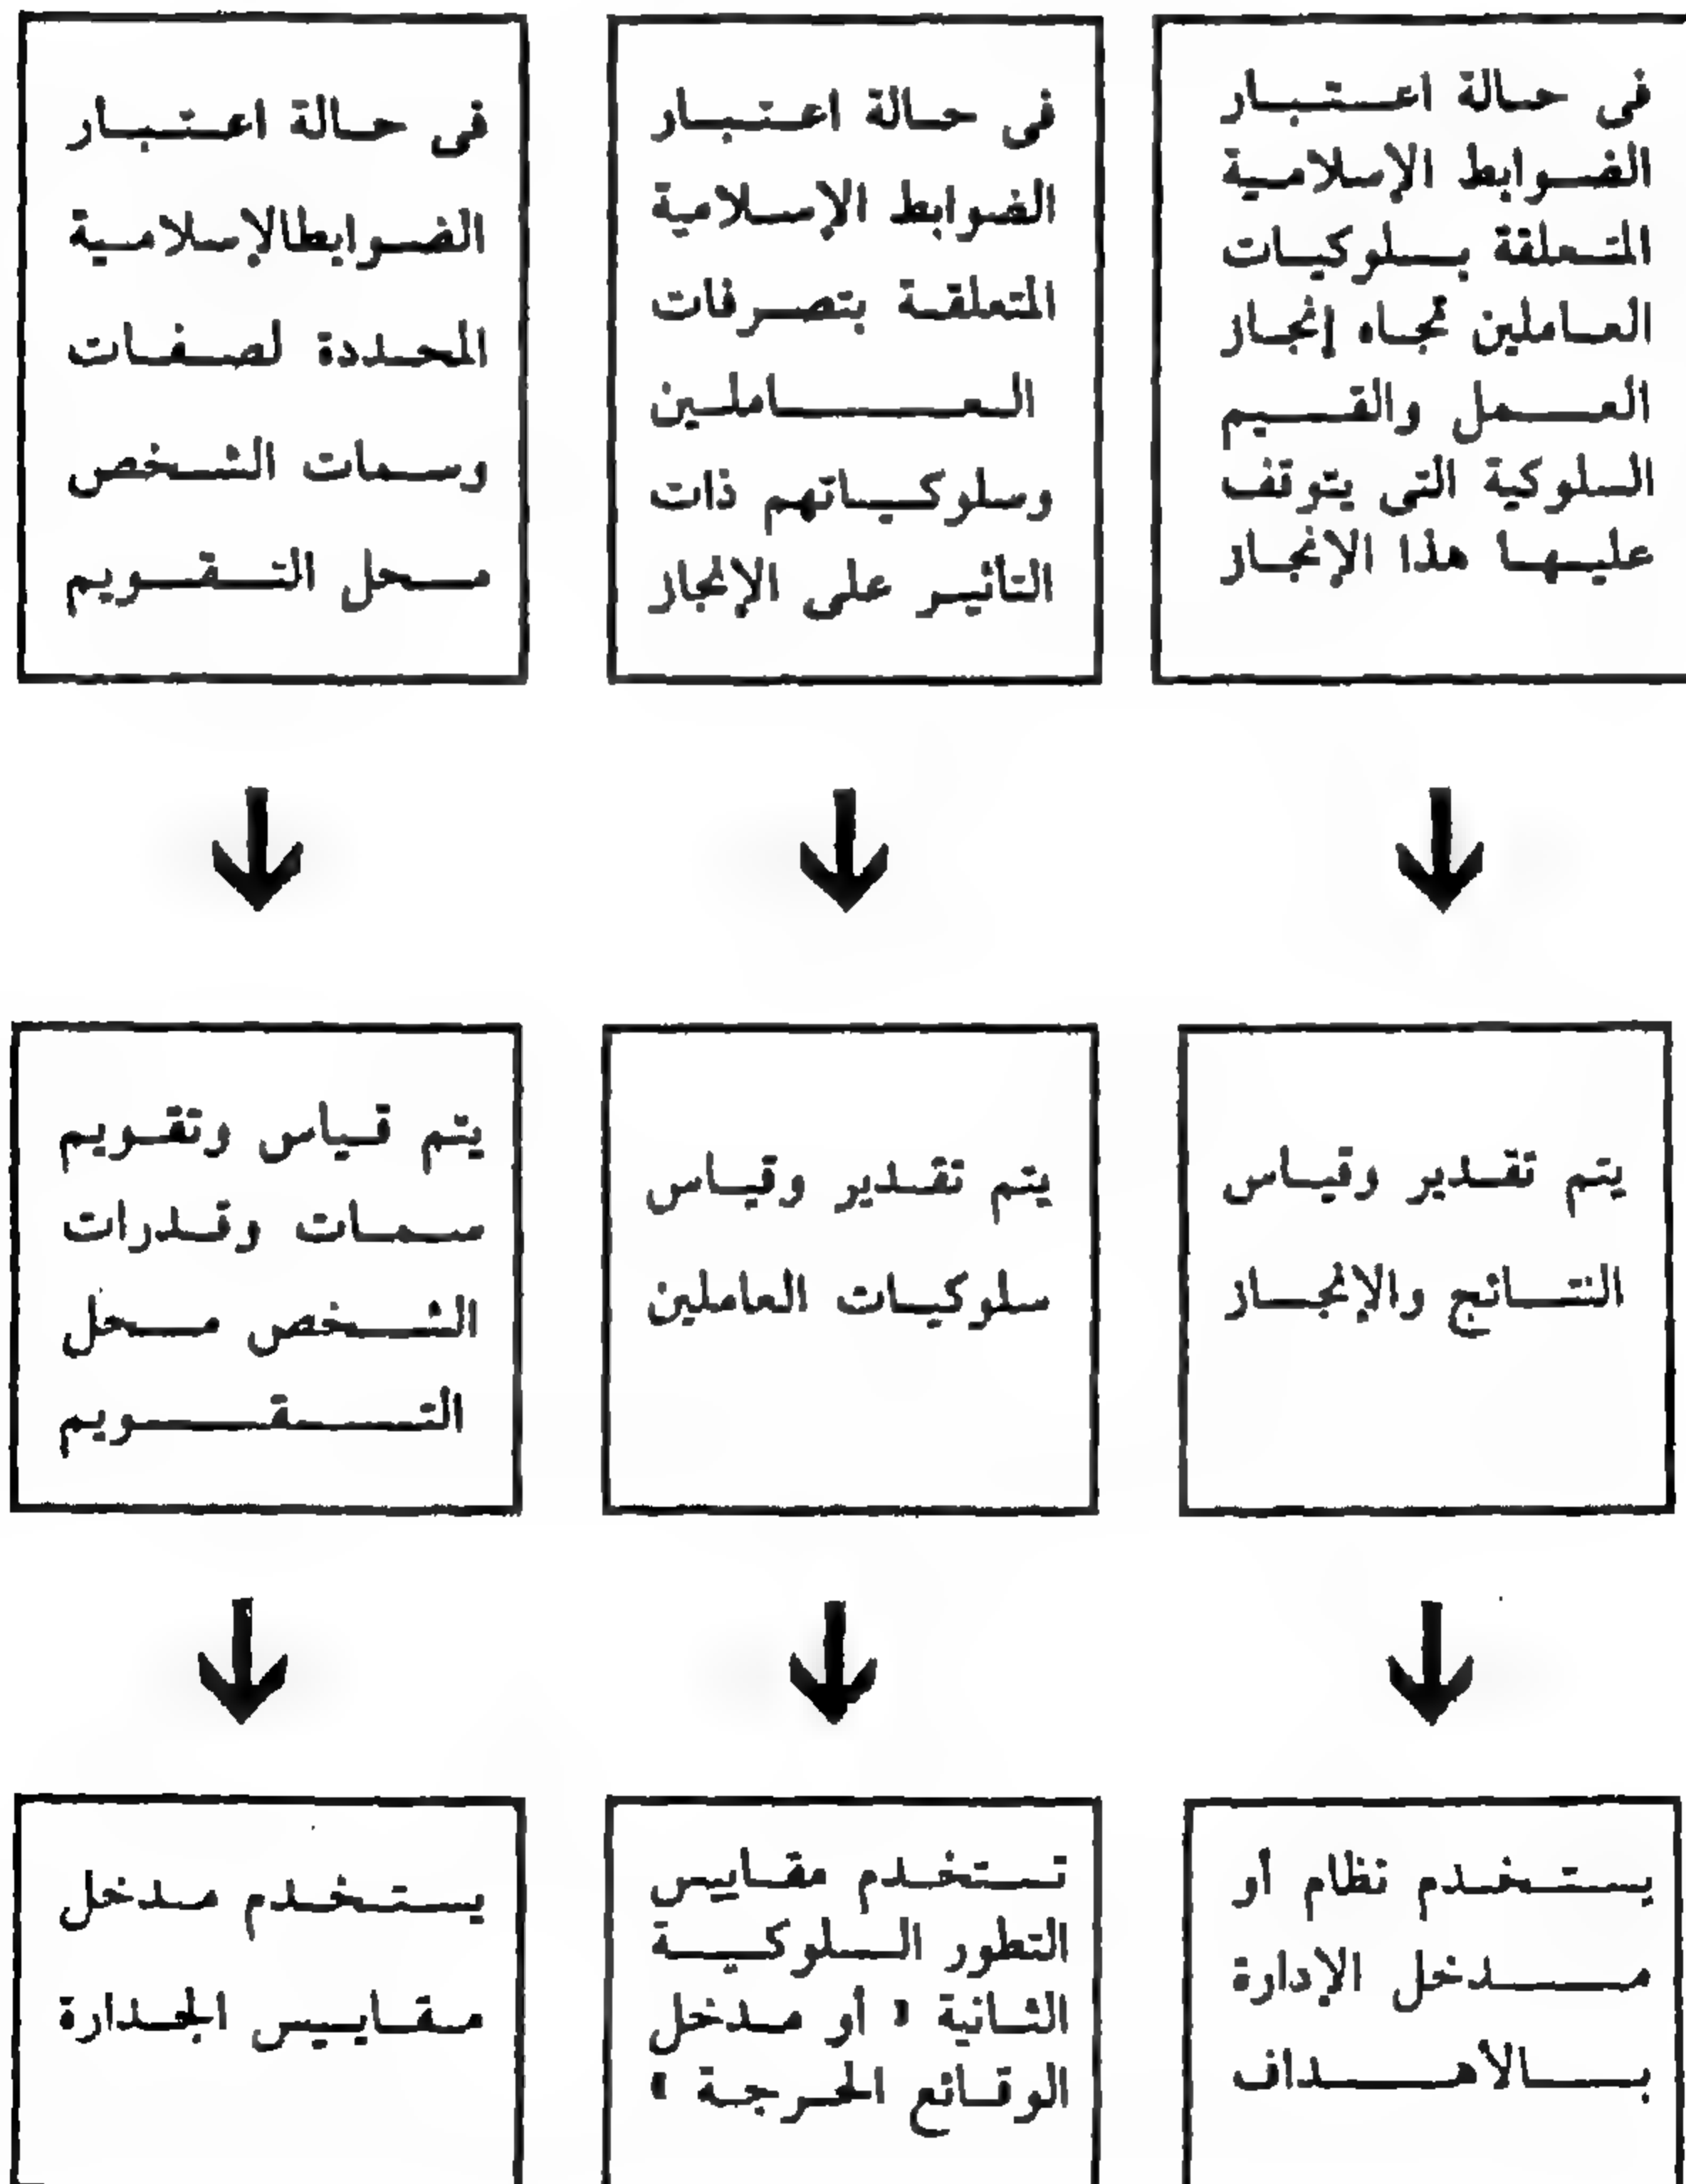 فى حالة اعتبار
الضوابط الإسلامية
المتعلقة بسلوكيات
العاملين تجاه إنجاز
العمل والقيم
السلوكية التى يتوقف
عليها هذا الإنجاز
فى حالة اعتبار
الضوابط الإسلامية
المتعلقة بتصرفات
العاملين
وسلوكياتهم ذات
التأثير على الإنجاز
فى حالة اعتبار
الضوابطالإسلامية
المحددة لصفات
وسمات الشخص
محل التقويم
يتم تقدير وقياس
النتائج والإنجاز
يتم تقدير وقياس
سلوكيات العاملين
يتم قياس وتقويم
سمات وقدرات
الشخص محل
التقويم
يستخدم نظام أو
مدخل الإدارة
بالأهداف
تستخدم مقاييس
التطور السلوكية
الثانية « أو مدخل
الوقائع الحرجة »
يستخدم مدخل
مقاييس الجدارة